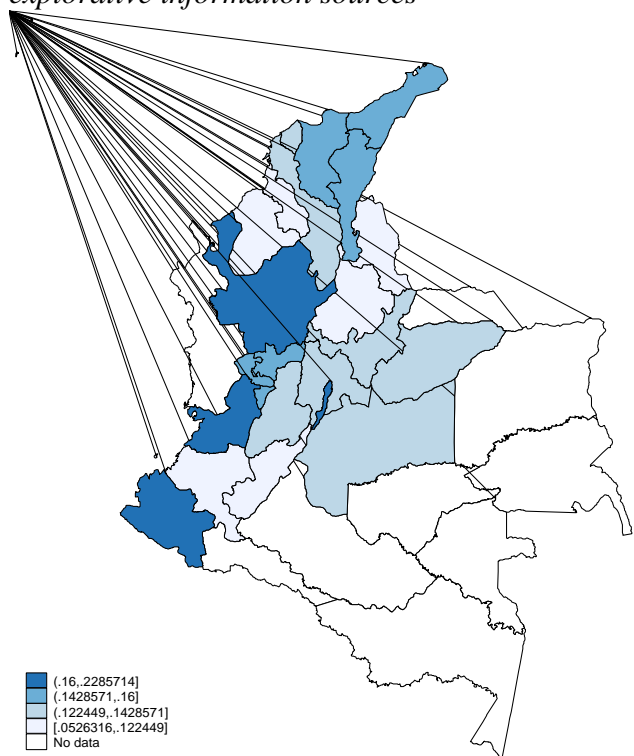 explorative information sources
(.16,.2285714]
(.1428571,.16]
(.122449,.1428571]
[.0526316,.122449]
No data